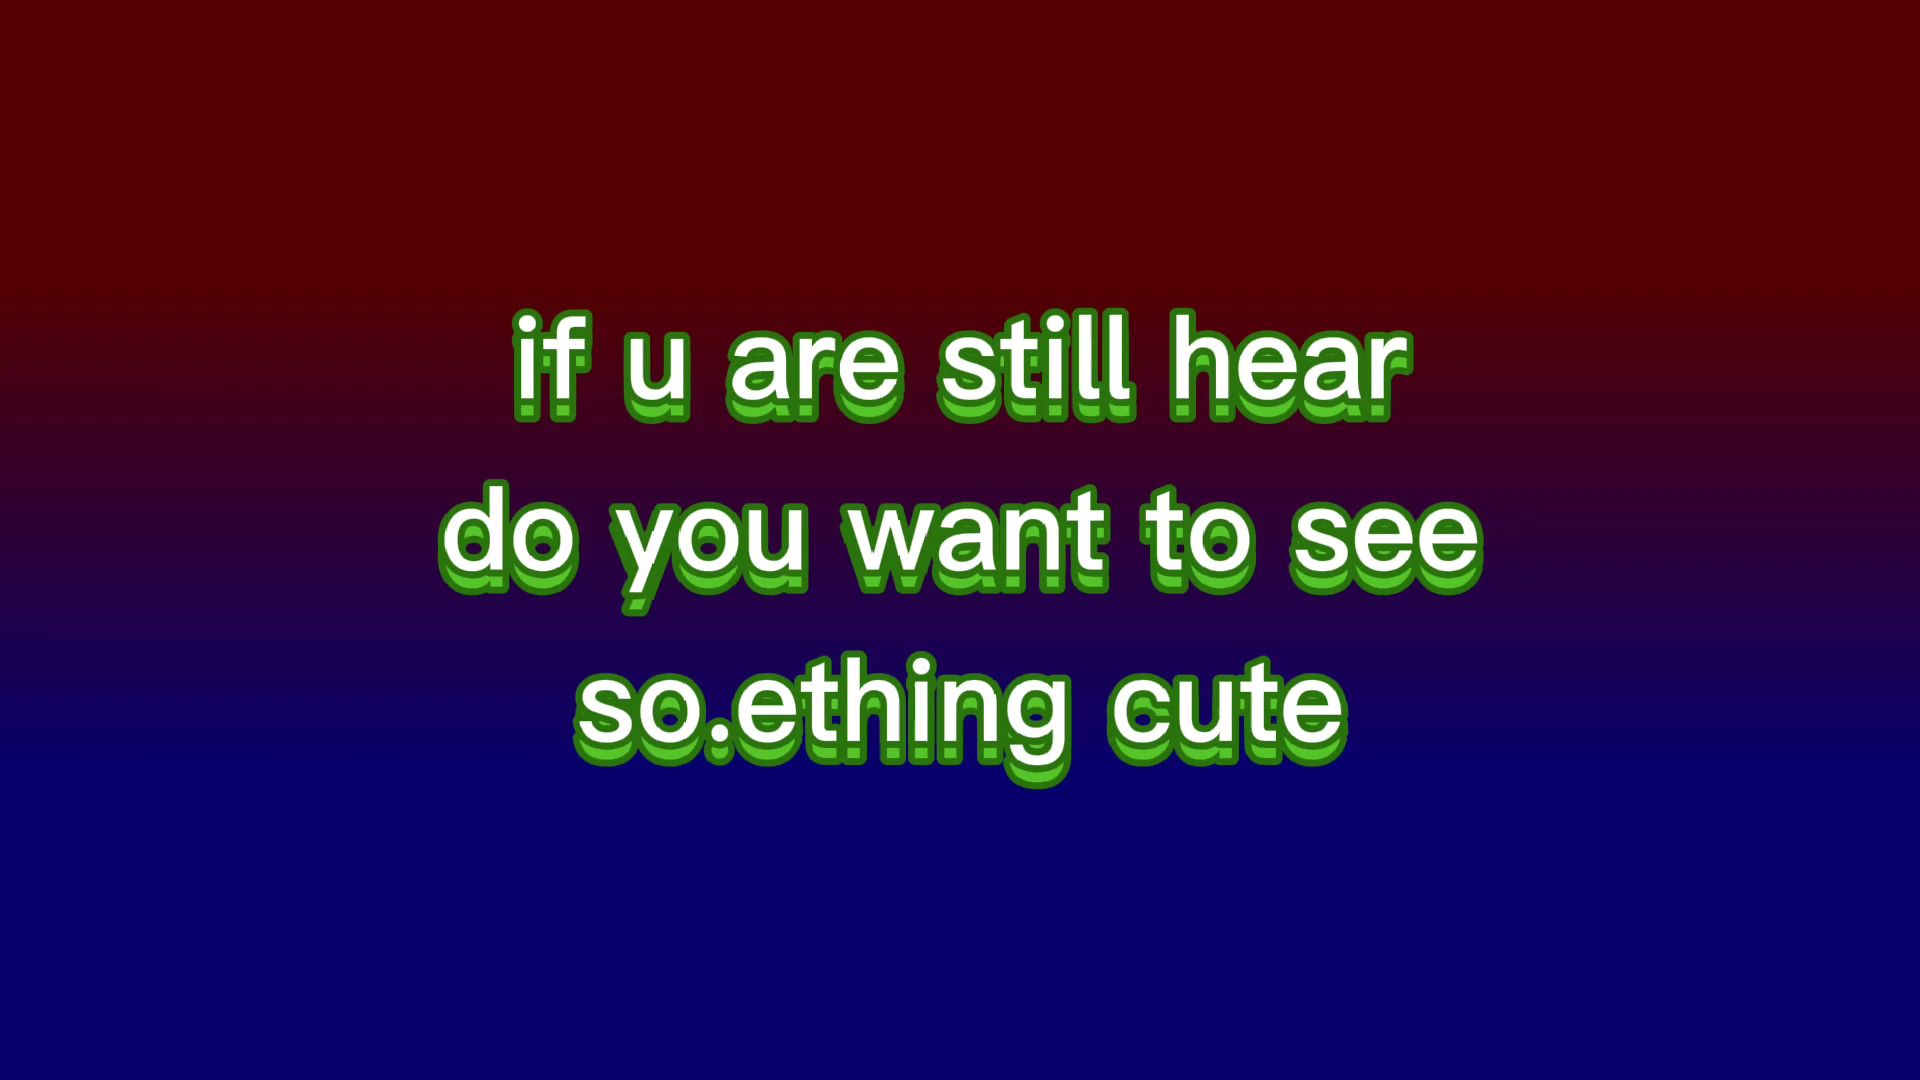 if u are still hear
do you want to see
so.ething cute